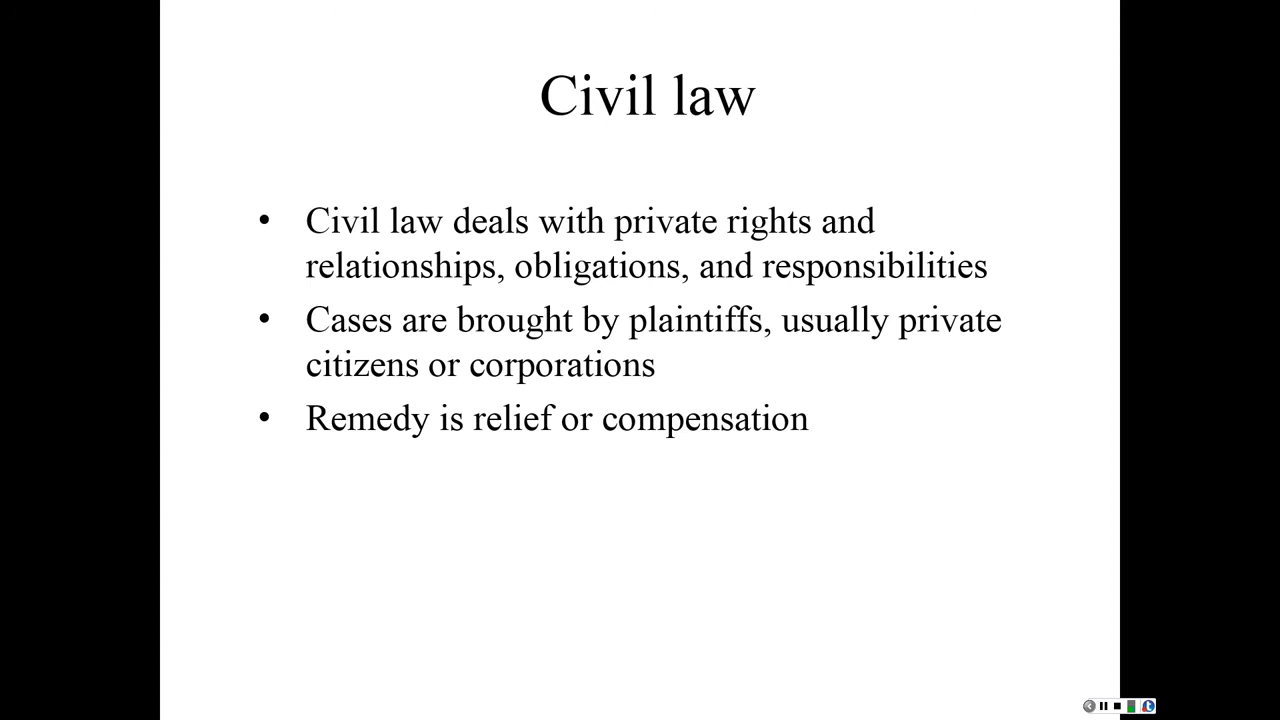 Civil law
• Civil law deals with private rights and
relationships, obligations, and responsibilities
• Cases are brought by plaintiffs, usually private
citizens or corporations
• Remedy is relief or compensation